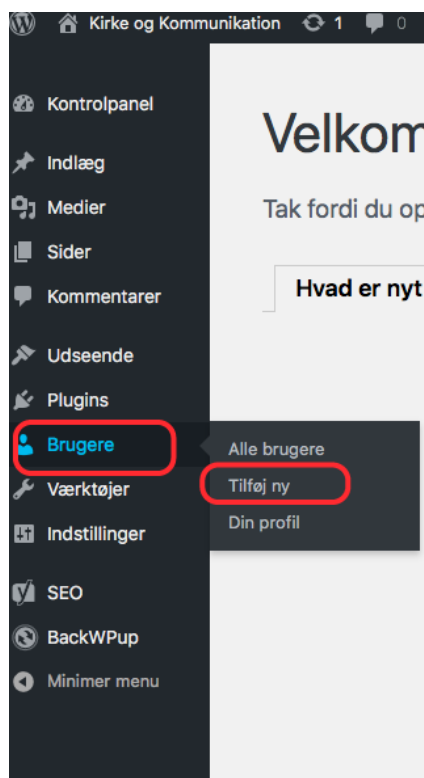 Kirke og Kommunikation 1 0
Kontrolpanel
Indlæg
Medier
Sider
Kommentarer
Udseende
Plugins
Brugere
Værktøjer
Indstillinger
SEO
BackWPup
Minimer menu
Alle brugere
Tilføj ny
Din profil
Velkom
Tak fordi du op
Hvad er nyt